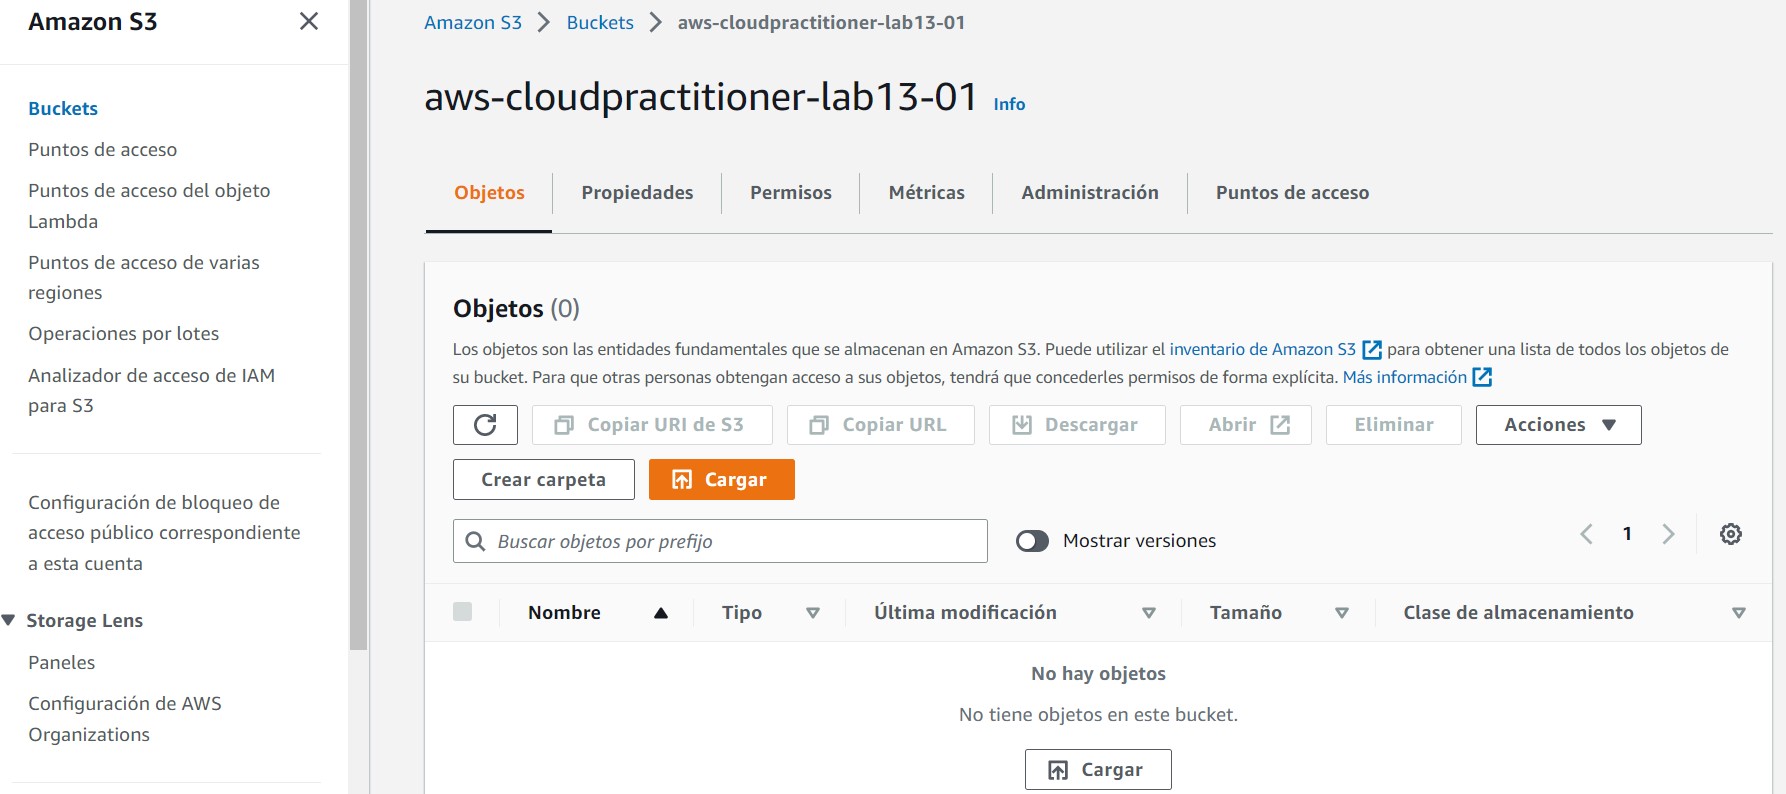 Amazon S3
Buckets
Puntos de acceso
Puntos de acceso del objeto
Lambda
Puntos de acceso de varias
regiones
Operaciones por lotes
Analizador de acceso de IAM
para S3
Configuración de bloqueo de
acceso público correspondiente
a esta cuenta
Storage Lens
Paneles
Configuración de AWS
Organizations
Amazon S3 Buckets aws-cloudpractitioner-lab13-01
aws-cloudpractitioner-lab13-01 Info
Objetos Propiedades Permisos Métricas Administración Puntos de acceso
Objetos (0)
Los objetos son las entidades fundamentales que se almacenan en Amazon S3. Puede utilizar el inventario de Amazon S3 para obtener una lista de todos los objetos de
su bucket. Para que otras personas obtengan acceso a sus objetos, tendrá que concederles permisos de forma explícita. Más información
Copiar URI de S3 Copiar URL Descargar Abrir Eliminar Acciones
Crear carpeta Cargar
Buscar objetos por prefijo Mostrar versiones 1
Nombre Tipo Última modificación Tamaño Clase de almacenamiento
No hay objetos
No tiene objetos en este bucket.
Cargar